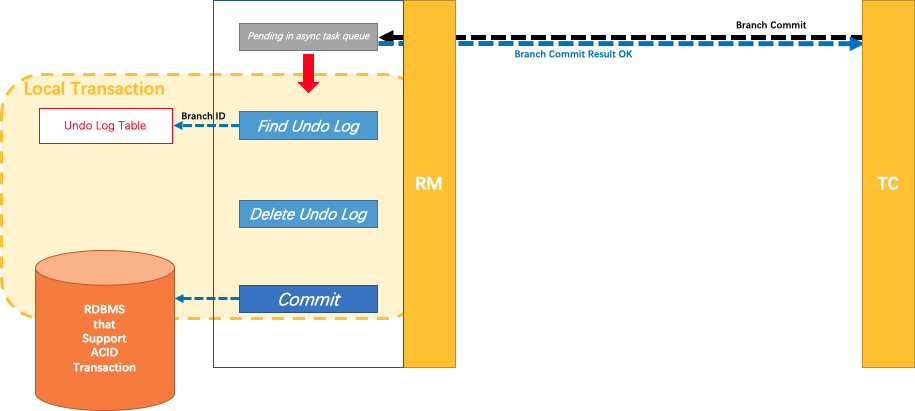 Pending in async task queue
Branch Commit
Branch Commit Result OK
Local Transaction
Undo Log Table
Branch ID
Find Undo Log
RM
TC
Delete Undo Log
Commit
RDBMS
that
Support
ACID
Transaction